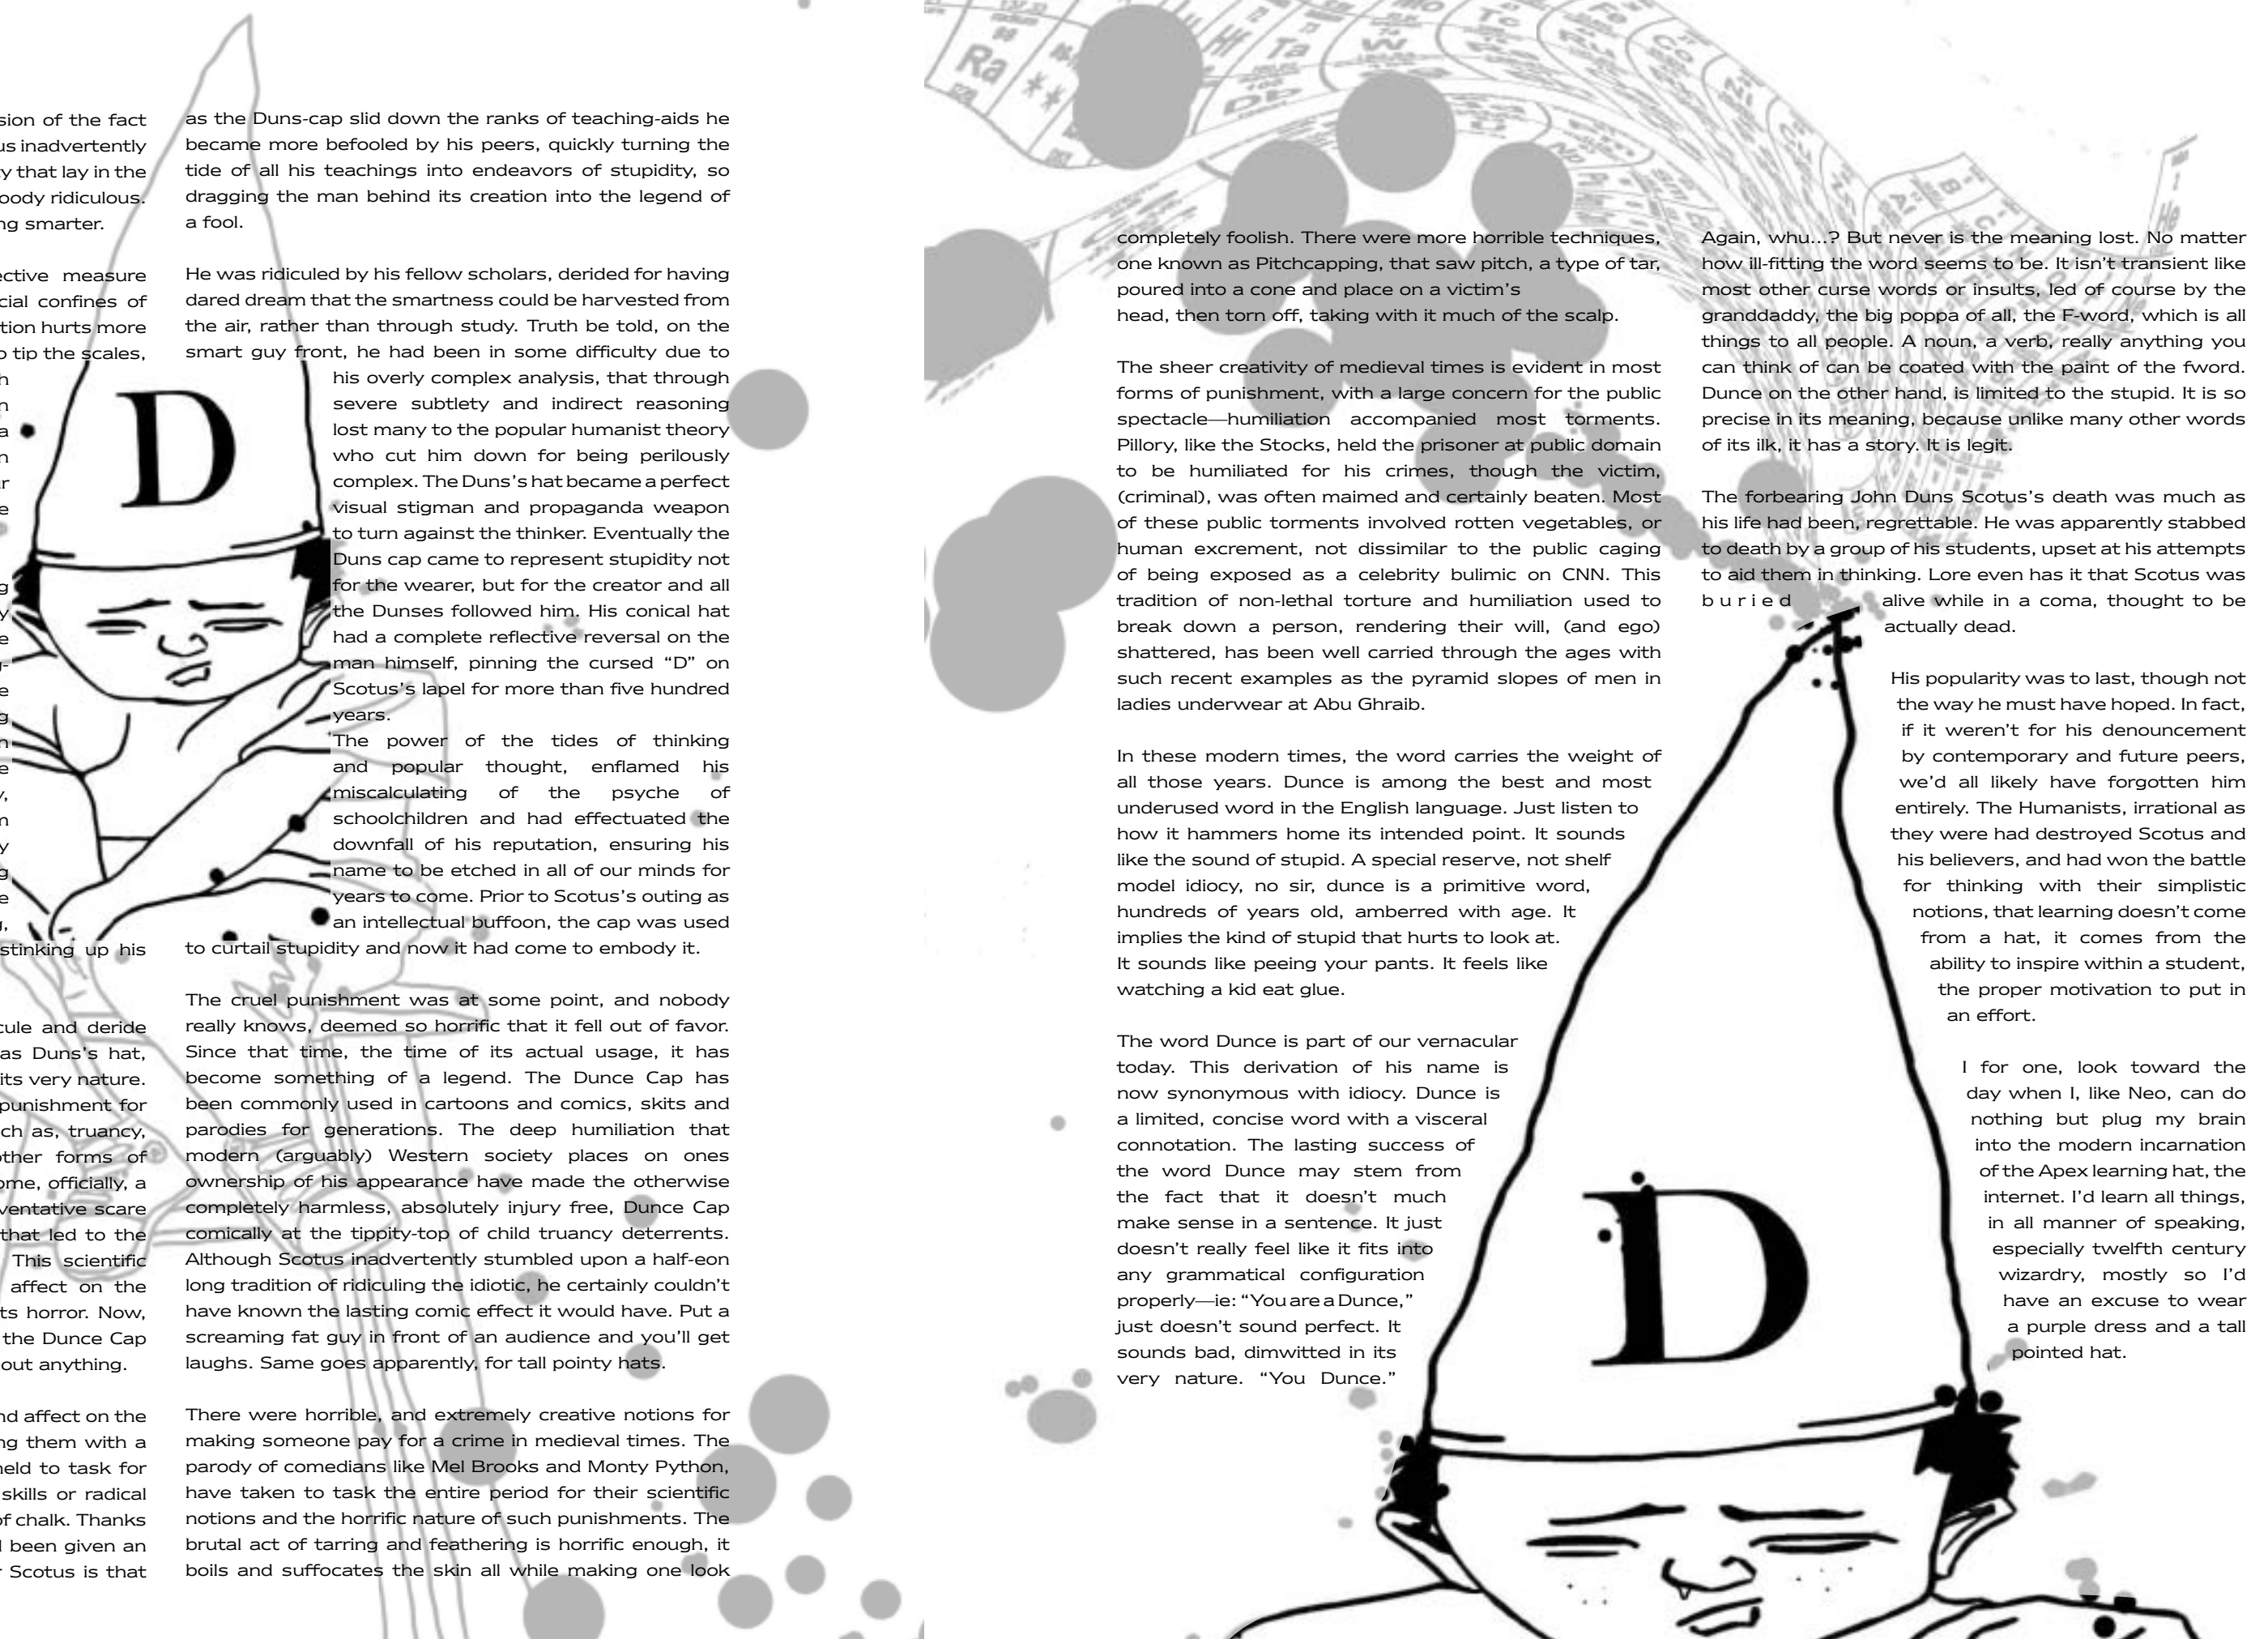 sion of the fact
us inadvertently
y that lay in the
oody ridiculous.
ng smarter.
ective measure
cial confines of
tion hurts more
o tip the scales,
stinking up his
cule and deride
as Duns's hat,
its very nature.
punishment for
ch as, truancy,
other forms of
ome, officially, a
ventative scare
that led to the
This scientific
affect on the
ts horror. Now,
the Dunce Cap
out anything.
nd affect on the
ng them with a
held to task for
skills or radical
of chalk. Thanks
l been given an
r Scotus is that
D
as the Duns-cap slid down the ranks of teaching-aids he
became more befooled by his peers, quickly turning the
tide of all his teachings into endeavors of stupidity, so
dragging the man behind its creation into the legend of
a fool.
He was ridiculed by his fellow scholars, derided for having
dared dream that the smartness could be harvested from
the air, rather than through study. Truth be told, on the
smart guy front, he had been in some difficulty due to
his overly complex analysis, that through
severe subtlety and indirect reasoning
lost many to the popular humanist theory
who cut him down for being perilously
complex. The Duns's hat became a perfect
visual stigman and propaganda weapon
to turn against the thinker. Eventually the
Duns cap came to represent stupidity not
for the wearer, but for the creator and all
the Dunses followed him. His conical hat
had a complete reflective reversal on the
man himself, pinning the cursed “D” on
Scotus's lapel for more than five hundred
years.
The power of the tides of thinking
and popular thought, enflamed his
miscalculating of the psyche of
schoolchildren and had effectuated the
downfall of his reputation, ensuring his
name to be etched in all of our minds for
years to come. Prior to Scotus's outing as
an intellectual buffoon, the cap was used
to curtail stupidity and now it had come to embody it.
The cruel punishment was at some point, and nobody
really knows, deemed so horrific that it fell out of favor.
Since that time, the time of its actual usage, it has
become something of a legend. The Dunce Cap has
been commonly used in cartoons and comics, skits and
parodies for generations. The deep humiliation that
modern (arguably) Western society places on ones
ownership of his appearance have made the otherwise
completely harmless, absolutely injury free, Dunce Cap
comically at the tippity-top of child truancy deterrents.
Although Scotus inadvertently stumbled upon a half-eon
long tradition of ridiculing the idiotic, he certainly couldn't
have known the lasting comic effect it would have. Put a
screaming fat guy in front of an audience and you'll get
laughs. Same goes apparently, for tall pointy hats.
There were horrible, and extremely creative notions for
making someone pay for a crime in medieval times. The
parody of comedians like Mel Brooks and Monty Python,
have taken to task the entire period for their scientific
notions and the horrific nature of such punishments. The
brutal act of tarring and feathering is horrific enough, it
boils and suffocates the skin all while making one look
completely foolish. There were more horrible techniques,
one known as Pitchcapping, that saw pitch, a type of tar,
poured into a cone and place on a victim's
head, then torn off, taking with it much of the scalp.
The sheer creativity of medieval times is evident in most
forms of punishment, with a large concern for the public
spectacle—humiliation accompanied most torments.
Pillory, like the Stocks, held the prisoner at public domain
to be humiliated for his crimes, though the victim,
(criminal), was often maimed and certainly beaten. Most
of these public torments involved rotten vegetables, or
human excrement, not dissimilar to the public caging
of being exposed as a celebrity bulimic on CNN. This
tradition of non-lethal torture and humiliation used to
break down a person, rendering their will, (and ego)
shattered, has been well carried through the ages with
such recent examples as the pyramid slopes of men in
ladies underwear at Abu Ghraib.
In these modern times, the word carries the weight of
all those years. Dunce is among the best and most
underused word in the English language. Just listen to
how it hammers home its intended point. It sounds
like the sound of stupid. A special reserve, not shelf
model idiocy, no sir, dunce is a primitive word,
hundreds of years old, amberred with age. It
implies the kind of stupid that hurts to look at.
It sounds like peeing your pants. It feels like
watching a kid eat glue.
The word Dunce is part of our vernacular
today. This derivation of his name is
now synonymous with idiocy. Dunce is
a limited, concise word with a visceral
connotation. The lasting success of
the word Dunce may stem from
the fact that it doesn't much
make sense in a sentence. It just
doesn't really feel like it fits into
any grammatical configuration
properly—ie: “You are a Dunce,”
just doesn't sound perfect. It
sounds bad, dimwitted in its
very nature. “You Dunce.”
Again, whu...? But never is the meaning lost. No matter
how ill-fitting the word seems to be. It isn't transient like
most other curse words or insults, led of course by the
granddaddy, the big poppa of all, the F-word, which is all
things to all people. A noun, a verb, really anything you
can think of can be coated with the paint of the fword.
Dunce on the other hand, is limited to the stupid. It is so
precise in its meaning, because unlike many other words
of its ilk, it has a story. It is legit.
The forbearing John Duns Scotus's death was much as
his life had been, regrettable. He was apparently stabbed
to death by a group of his students, upset at his attempts
to aid them in thinking. Lore even has it that Scotus was
buried alive while in a coma, thought to be
actually dead.
His popularity was to last, though not
the way he must have hoped. In fact,
if it weren't for his denouncement
by contemporary and future peers,
we'd all likely have forgotten him
entirely. The Humanists, irrational as
they were had destroyed Scotus and
his believers, and had won the battle
for thinking with their simplistic
notions, that learning doesn't come
from a hat, it comes from the
ability to inspire within a student,
the proper motivation to put in
an effort.
I for one, look toward the
day when I, like Neo, can do
nothing but plug my brain
into the modern incarnation
of the Apex learning hat, the
internet. I'd learn all things,
in all manner of speaking,
especially twelfth century
wizardry, mostly so I'd
have an excuse to wear
a purple dress and a tall
pointed hat.
D
Ra
Hf
Ta
W
Db
Tc
Fe
Co
Ni